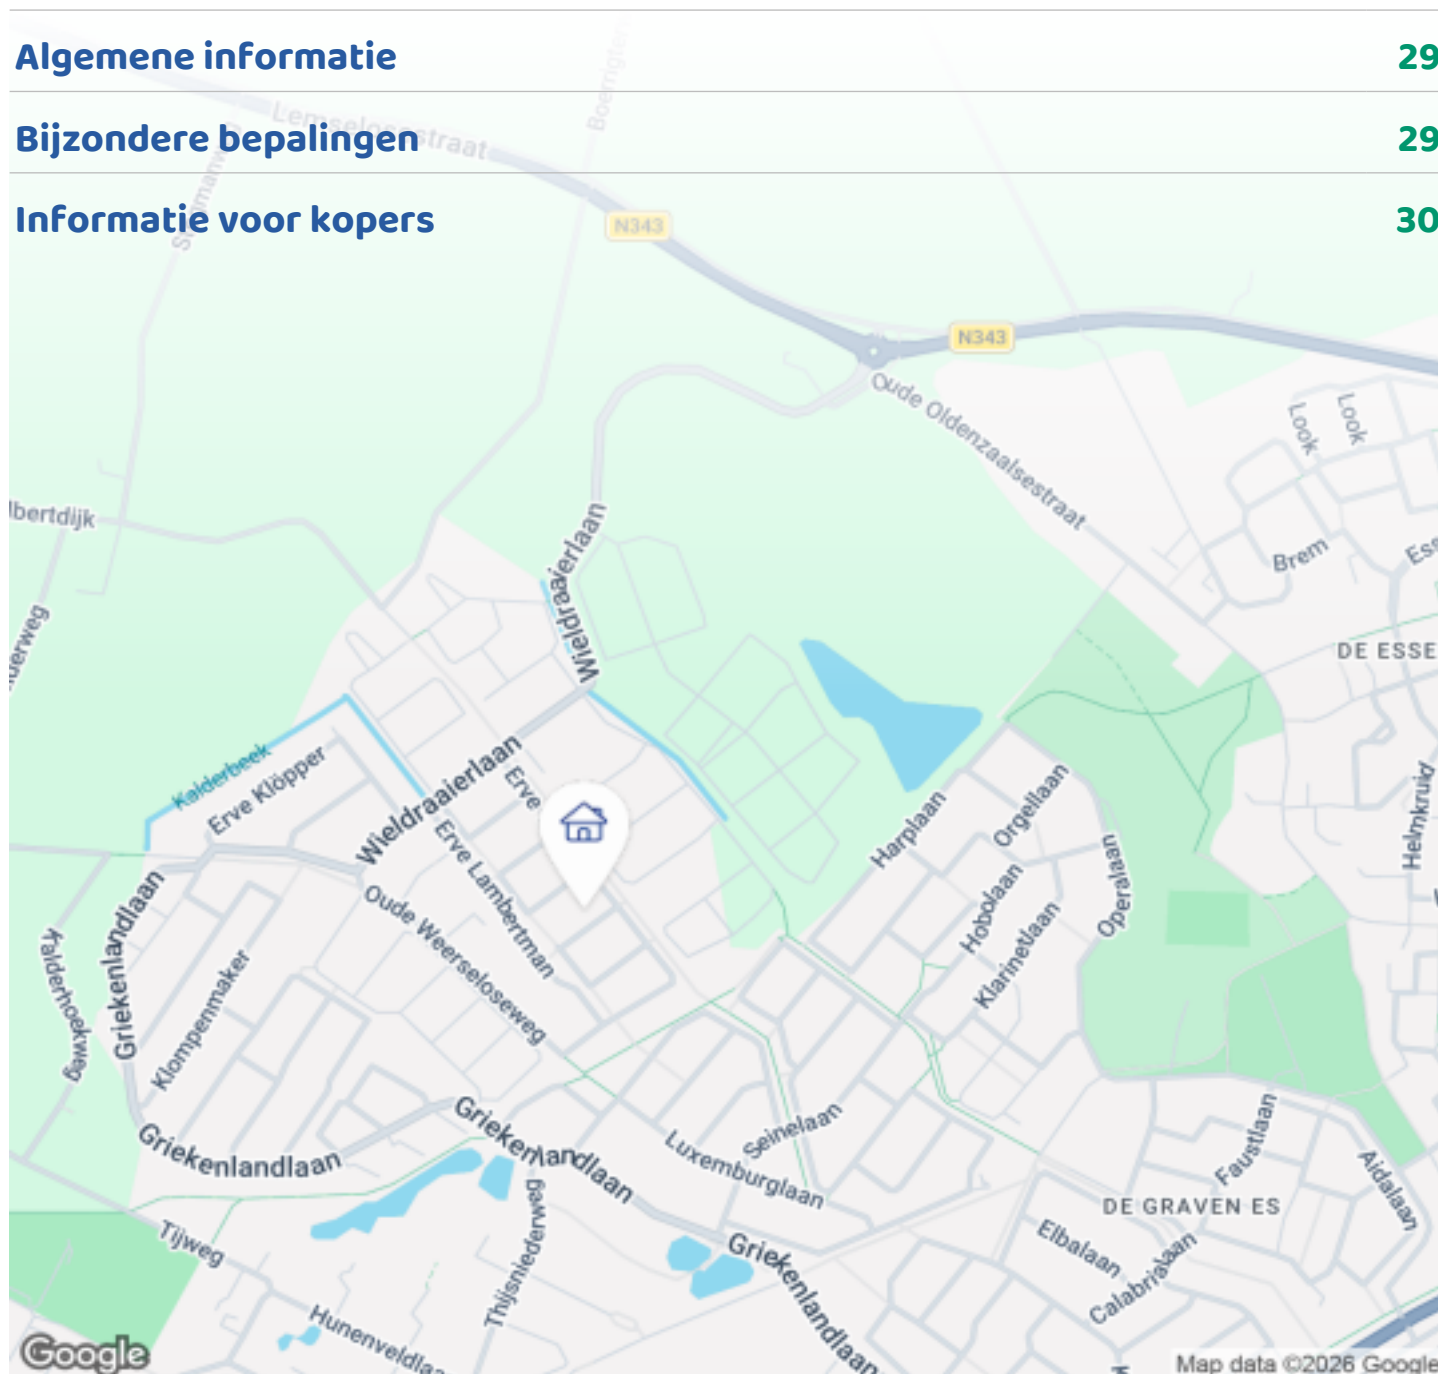 Algemene informatie 29
Bijzondere bepalingen 29
Informatie voor kopers 30
Lemselosestraat
N343
N343
Oude Oldenzaalsestraat
Look
Look
Brem
DE ESSE
Helmkruid
Wieldraaierlaan
Wieldraaierlaan
Kalderbeek
Erve Klöpper
Erve
Erve Lambertman
Oude Weerseloseweg
Griekenlandlaan
Klompenmaker
Kalderhoekweg
Harplaan
Orgellaan
Operalaan
Hobolaan
Klarinetlaan
Griekenlandlaan
Griekenlandlaan
Seinelaan
Luxemburglaan
Thijsniederweg
Tijweg
Griekenlandlaan
DE GRAVEN ES
Faustlaan
Aidalaan
Elbalaan
Calabrialaan
Hunenveldlaa
Google
Map data ©2026 Google